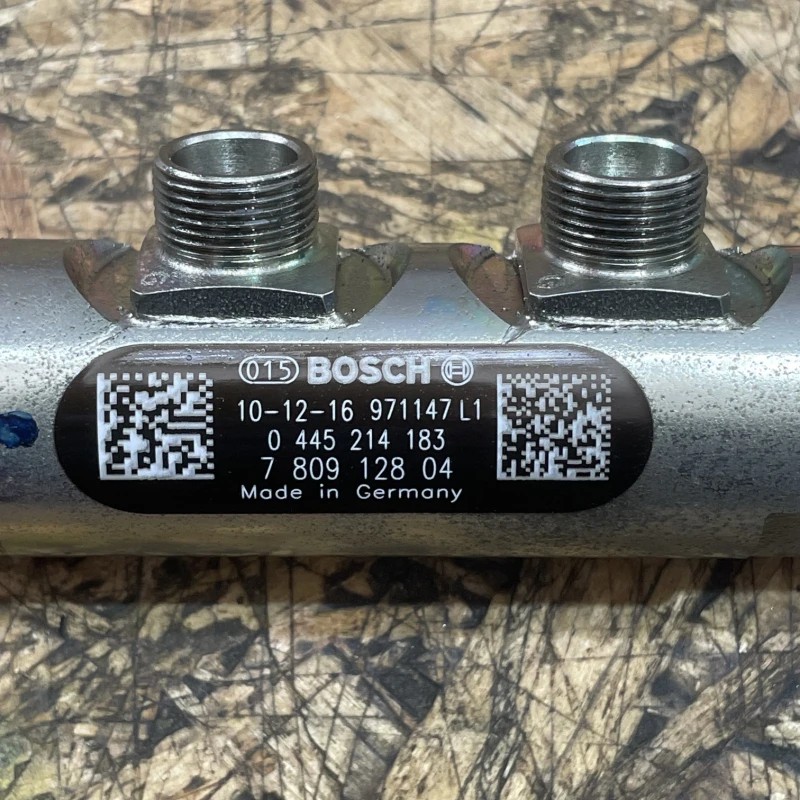 015 BOSCH
10-12-16 971147 L1
0 445 214 183
7 809 128 04
Made in Germany